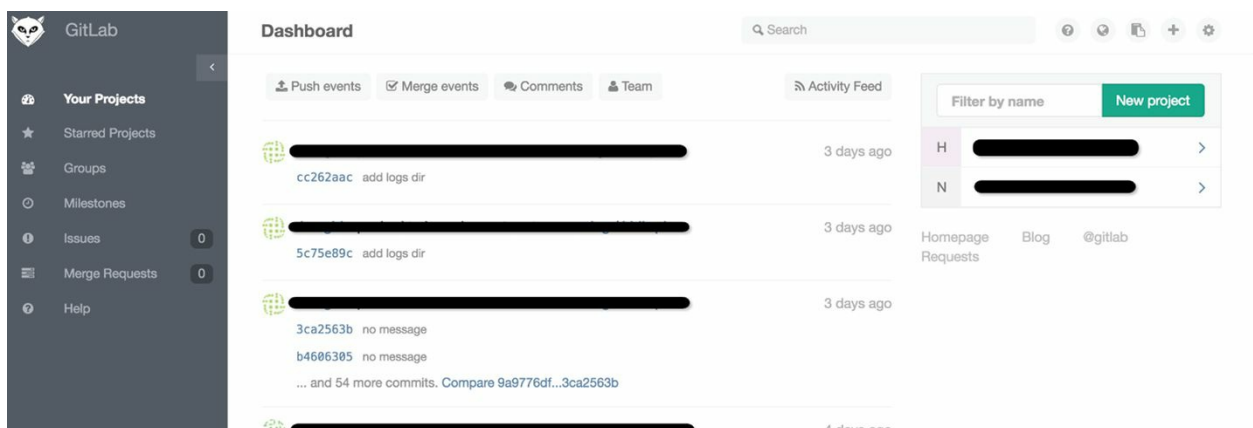 GitLab
Your Projects
Starred Projects
Groups
Milestones
Issues 0
Merge Requests 0
Help
Dashboard
Search
Push events Merge events Comments Team Activity Feed
3 days ago
cc262aac add logs dir
3 days ago
5c75e89c add logs dir
3 days ago
3ca2563b no message
b4606305 no message
... and 54 more commits. Compare 9a9776df...3ca2563b
Filter by name New project
H
N
Homepage Blog @gitlab
Requests